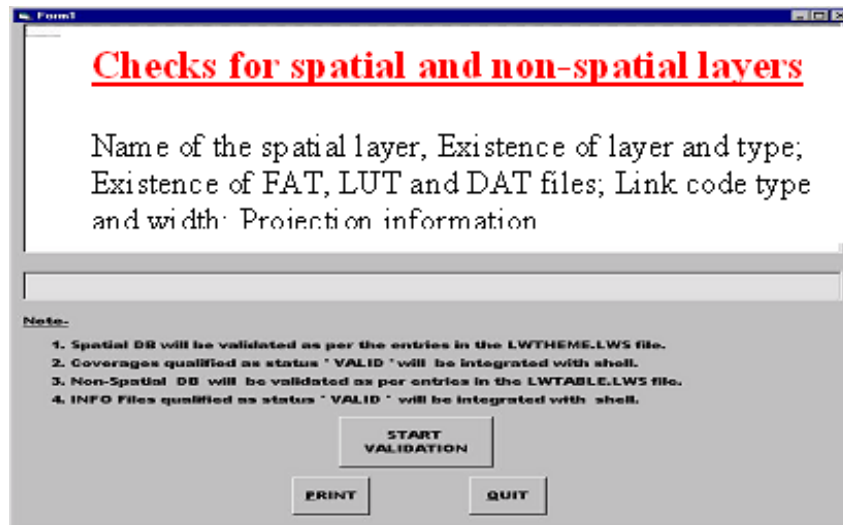 Form1
Checks for spatial and non-spatial layers
Name of the spatial layer, Existence of layer and type;
Existence of FAT, LUT and DAT files; Link code type
and width; Projection information
Note-
1. Spatial DB will be validated as per the entries in the LWTHEME.LWS file.
2. Coverages qualified as status " VALID " will be integrated with shell.
3. Non-Spatial DB will be validated as per entries in the LWTABLE.LWS file.
4. INFO Files qualified as status " VALID " will be integrated with shell.
START
VALIDATION
PRINT QUIT